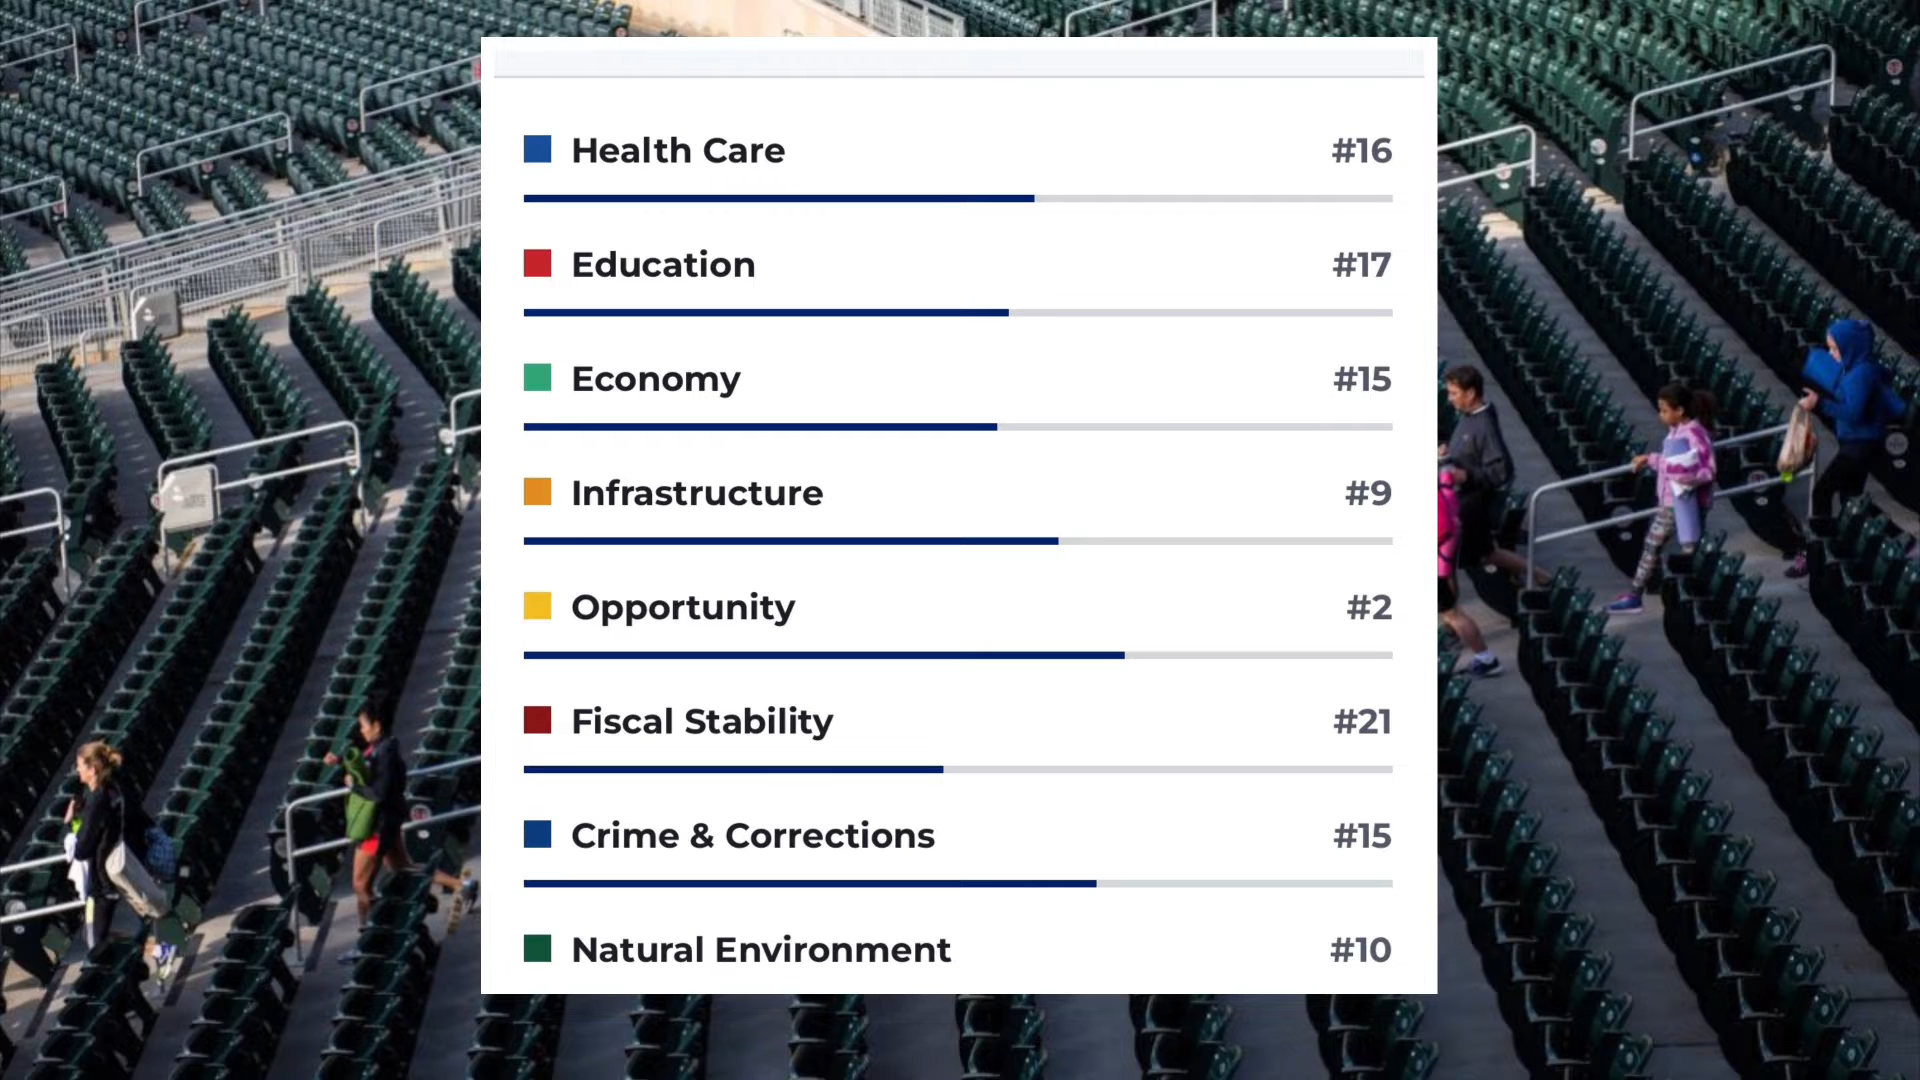 Health Care #16
Education #17
Economy #15
Infrastructure #9
Opportunity #2
Fiscal Stability #21
Crime & Corrections #15
Natural Environment #10